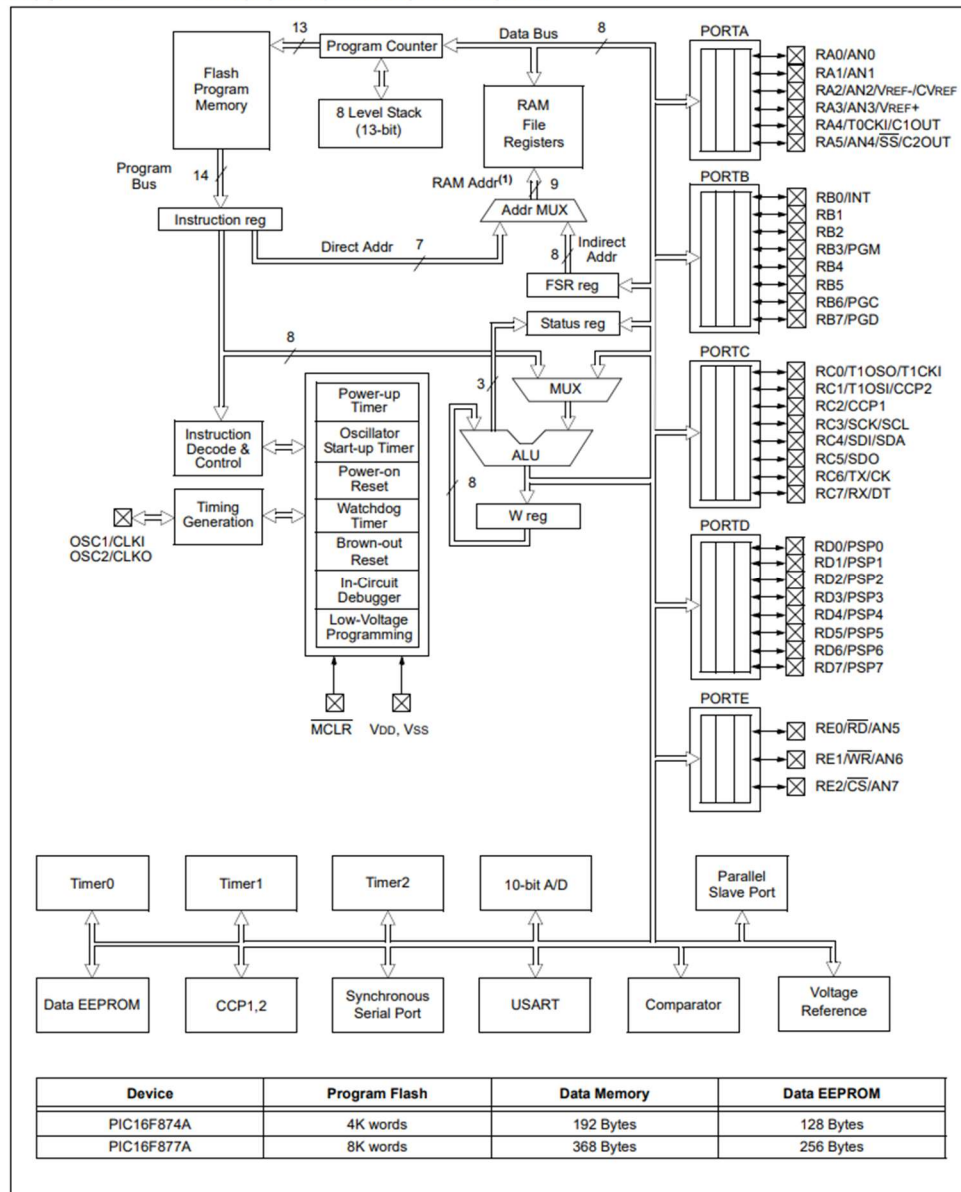 13
Program Counter
Data Bus
8
PORTA
Flash
Program
Memory
8 Level Stack
(13-bit)
RAM
File
Registers
RA0/AN0
RA1/AN1
RA2/AN2/VREF-/CVREF
RA3/AN3/VREF+
RA4/T0CKI/C1OUT
RA5/AN4/SS/C2OUT
Program
Bus
14
RAM Addr(1)
9
PORTB
Instruction reg
Addr MUX
Direct Addr
7
8
Indirect
Addr
FSR reg
RB0/INT
RB1
RB2
RB3/PGM
RB4
RB5
RB6/PGC
RB7/PGD
Status reg
8
3
MUX
PORTC
RC0/T1OSO/T1CKI
RC1/T1OSI/CCP2
RC2/CCP1
RC3/SCK/SCL
RC4/SDI/SDA
RC5/SDO
RC6/TX/CK
RC7/RX/DT
Instruction
Decode &
Control
Power-up
Timer
Oscillator
Start-up Timer
Power-on
Reset
Watchdog
Timer
Brown-out
Reset
In-Circuit
Debugger
Low-Voltage
Programming
ALU
8
W reg
Timing
Generation
OSC1/CLKI
OSC2/CLKO
MCLR
VDD, VSS
PORTD
RD0/PSP0
RD1/PSP1
RD2/PSP2
RD3/PSP3
RD4/PSP4
RD5/PSP5
RD6/PSP6
RD7/PSP7
PORTE
RE0/RD/AN5
RE1/WR/AN6
RE2/CS/AN7
Timer0
Timer1
Timer2
10-bit A/D
Parallel
Slave Port
Data EEPROM
CCP1,2
Synchronous
Serial Port
USART
Comparator
Voltage
Reference
Device Program Flash Data Memory Data EEPROM
PIC16F874A 4K words 192 Bytes 128 Bytes
PIC16F877A 8K words 368 Bytes 256 Bytes